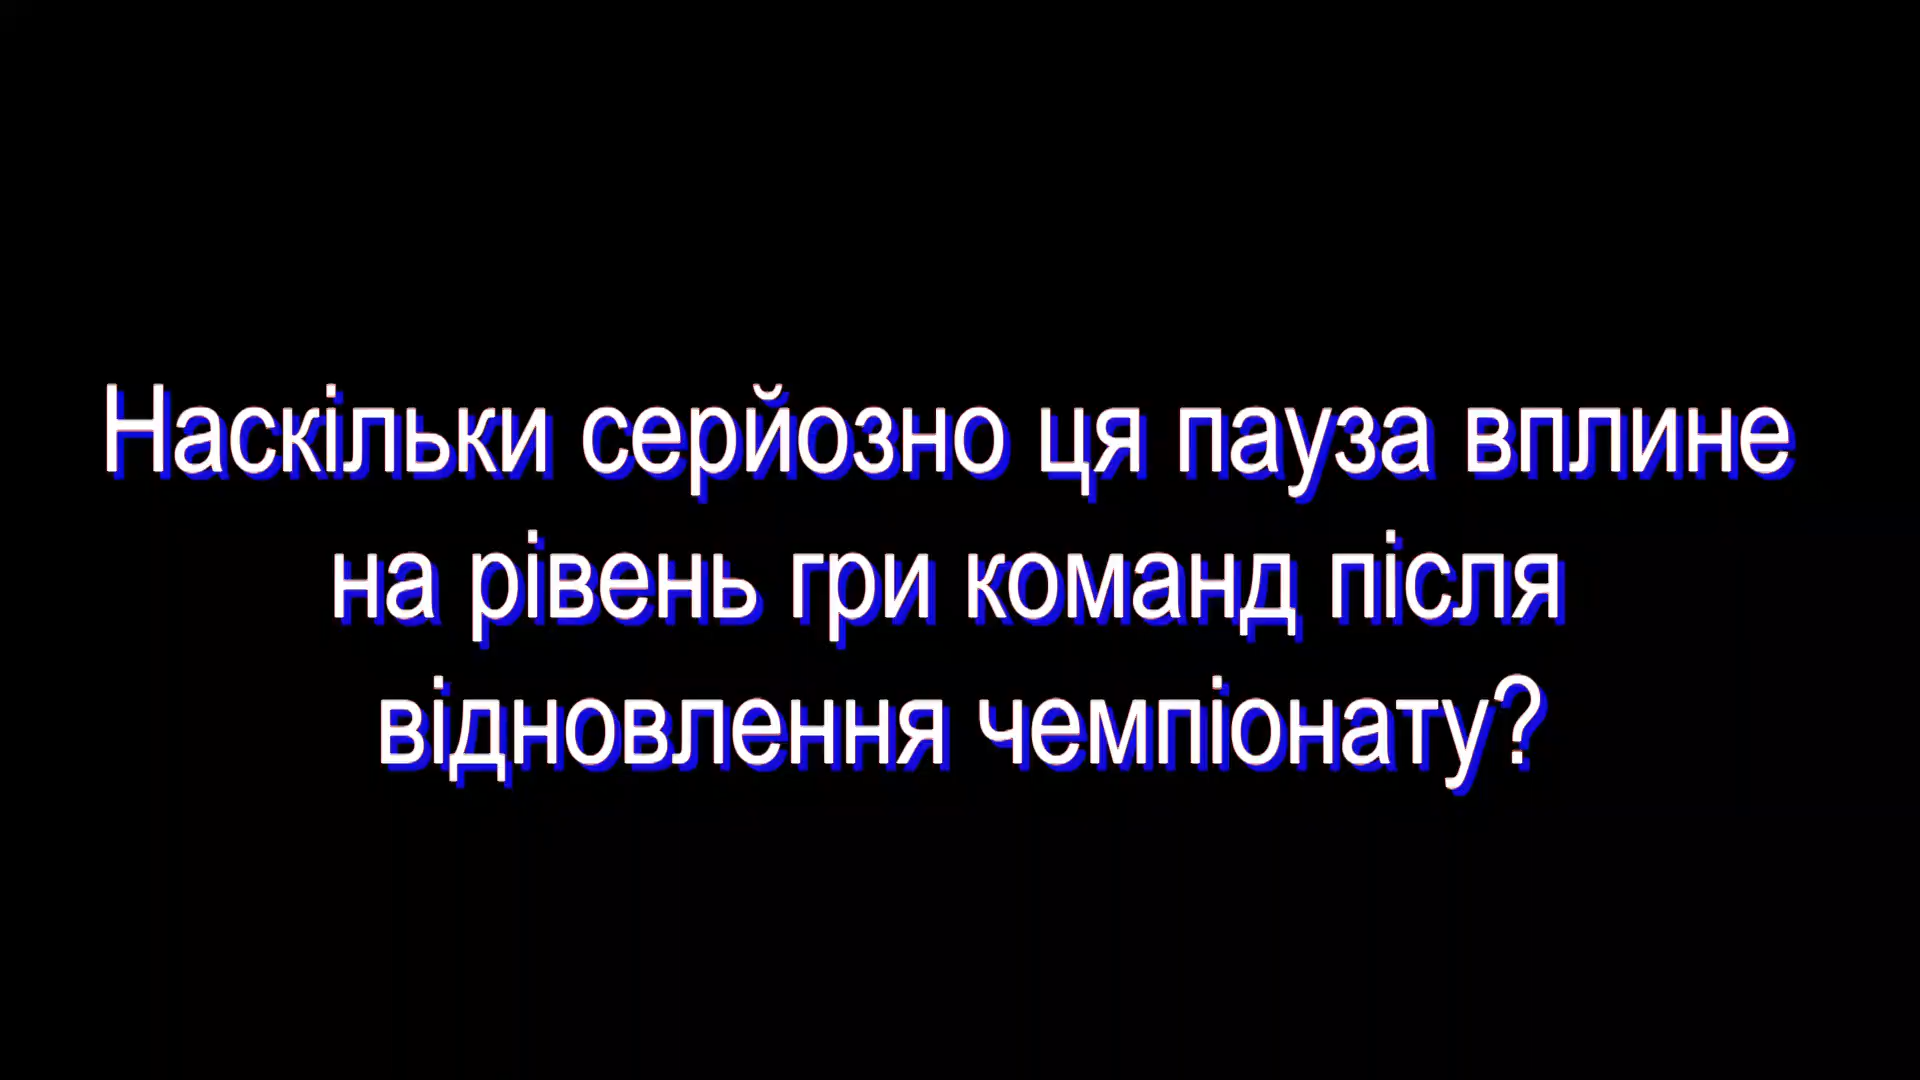 Наскільки серйозно ця пауза вплине
на рівень гри команд після
відновлення чемпіонату?